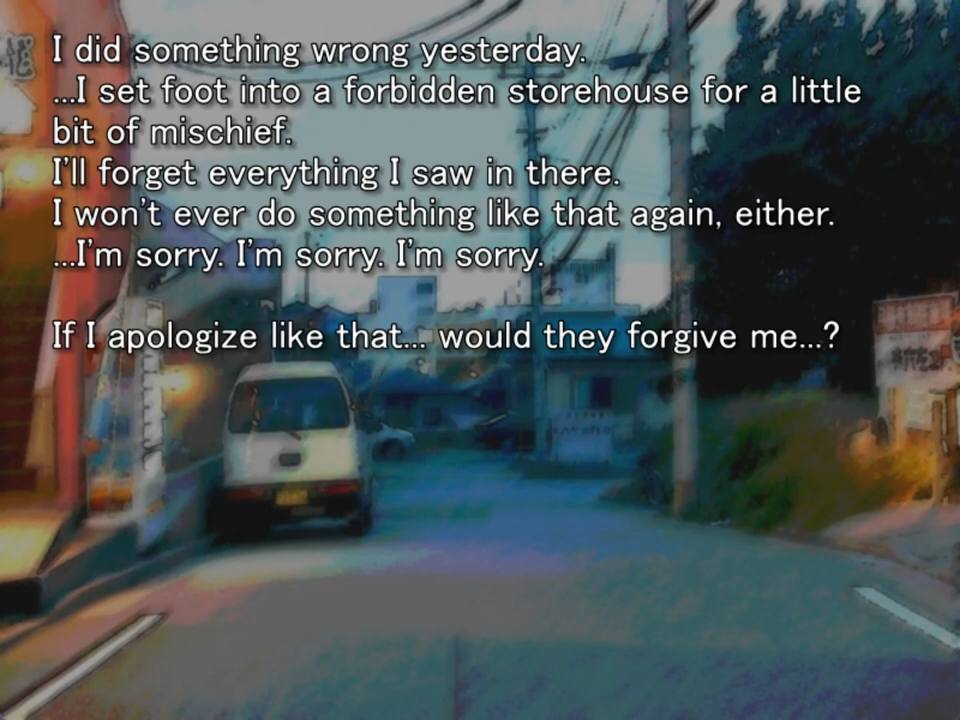 I did something wrong yesterday.
...I set foot into a forbidden storehouse for a little
bit of mischief.
I'll forget everything I saw in there.
I won't ever do something like that again, either.
...I'm sorry. I'm sorry. I'm sorry.
If I apologize like that... would they forgive me...?